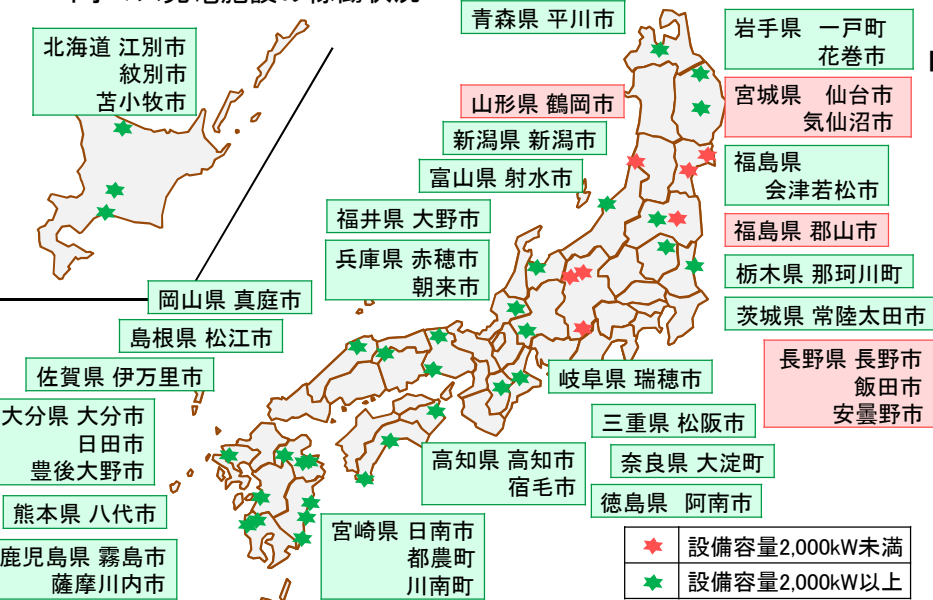 北海道 江別市
紋別市
苫小牧市
青森県 平川市
岩手県 一戸町
花巻市
山形県 鶴岡市
宮城県 仙台市
気仙沼市
新潟県 新潟市
富山県 射水市
福島県
会津若松市
福井県 大野市
福島県 郡山市
兵庫県 赤穂市
朝来市
栃木県 那珂川町
岡山県 真庭市
茨城県 常陸太田市
島根県 松江市
長野県 長野市
飯田市
安曇野市
佐賀県 伊万里市
岐阜県 瑞穂市
大分県 大分市
日田市
豊後大野市
三重県 松阪市
高知県 高知市
宿毛市
奈良県 大淀町
徳島県 阿南市
熊本県 八代市
宮崎県 日南市
都農町
川南町
鹿児島県 霧島市
薩摩川内市
設備容量2,000kW未満
設備容量2,000kW以上